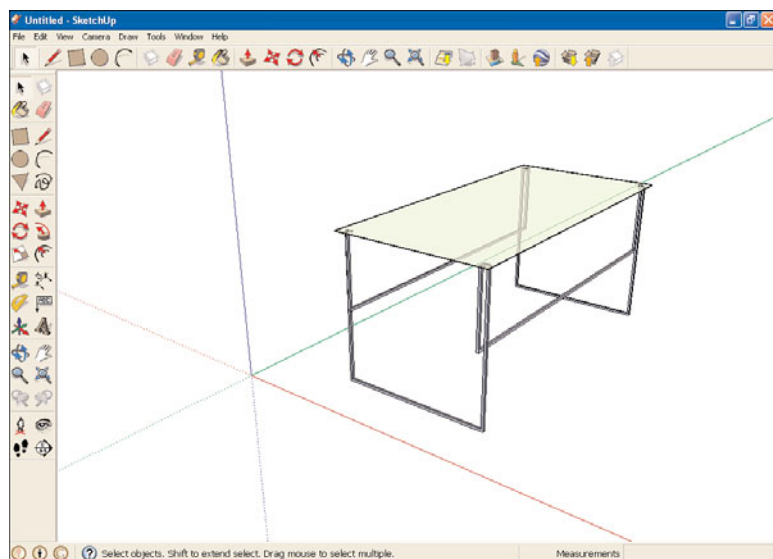 Untitled - SketchUp
File Edit View Camera Draw Tools Window Help
Select objects. Shift to extend select. Drag mouse to select multiple.
Measurements